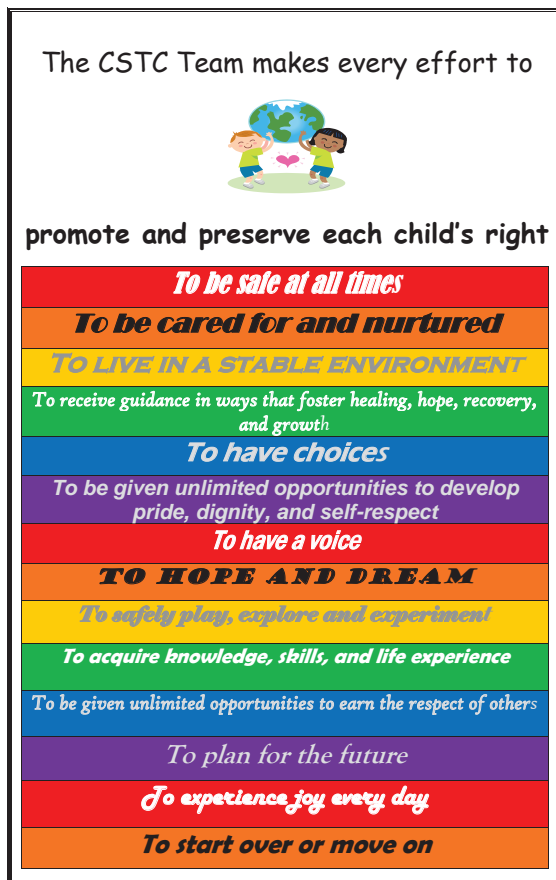 The CSTC Team makes every effort to
promote and preserve each child's right
To be safe at all times
To be cared for and nurtured
TO LIVE IN A STABLE ENVIRONMENT
To receive guidance in ways that foster healing, hope, recovery,
and growth
To have choices
To be given unlimited opportunities to develop
pride, dignity, and self-respect
To have a voice
TO HOPE AND DREAM
To safely play, explore and experiment
To acquire knowledge, skills, and life experience
To be given unlimited opportunities to earn the respect of others
To plan for the future
To experience joy every day
To start over or move on